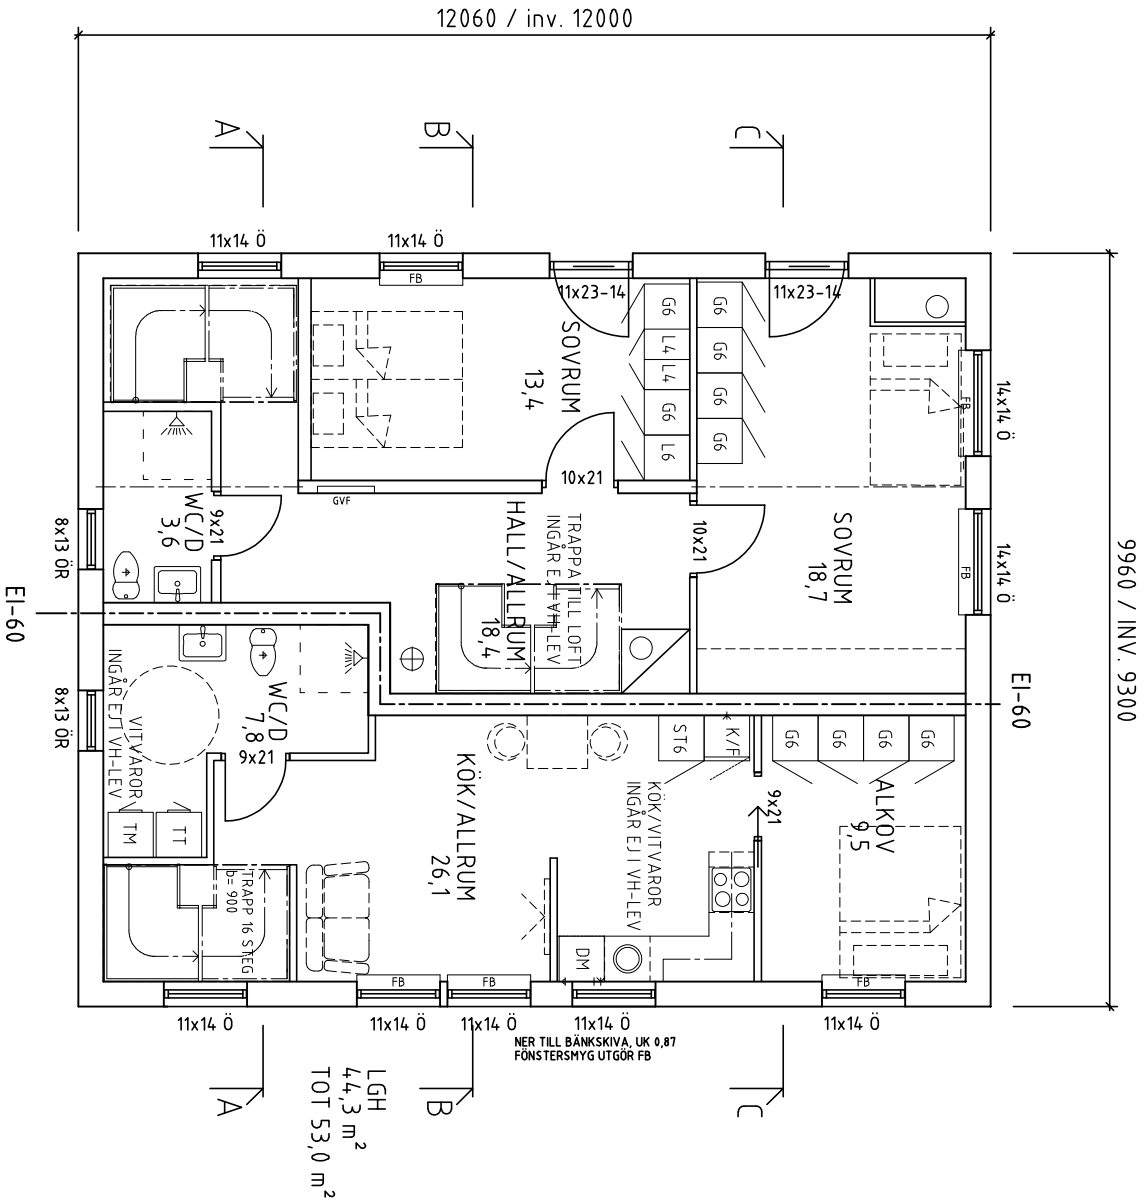 12060 / inv. 12000
A
B
C
11x14 Ö
11x14 Ö
FB
11x23-14
11x23-14
G6
L4
L4
G6
L6
G6
G6
G6
G6
SOVRUM
13,4
14x14 Ö
FB
10x21
GVF
WC/D
3,6
9x21
8x13 ÖR
HALL/ALLRUM
18,4
TRAPPA TILL LOFT
INGÅR EJ I VH-LEV
10x21
SOVRUM
18,7
14x14 Ö
FB
9960 / INV. 9300
EI-60
EI-60
8x13 ÖR
VITVAROR
INGÅR EJ I VH-LEV
WC/D
7,8
9x21
TM
TT
KÖK/ALLRUM
26,1
ST6
K/F
KÖK/VITVAROR
INGÅR EJ I VH-LEV
9x21
G6
G6
G6
G6
ALKOV
9,5
TRAPP 16 STEG
b= 900
DM
FB
FB
FB
11x14 Ö
11x14 Ö
11x14 Ö
11x14 Ö
11x14 Ö
NER TILL BÄNKSKIVA, UK 0,87
FÖNSTERSMYG UTGÖR FB
A
B
C
LGH
44,3 m²
TOT 53,0 m²